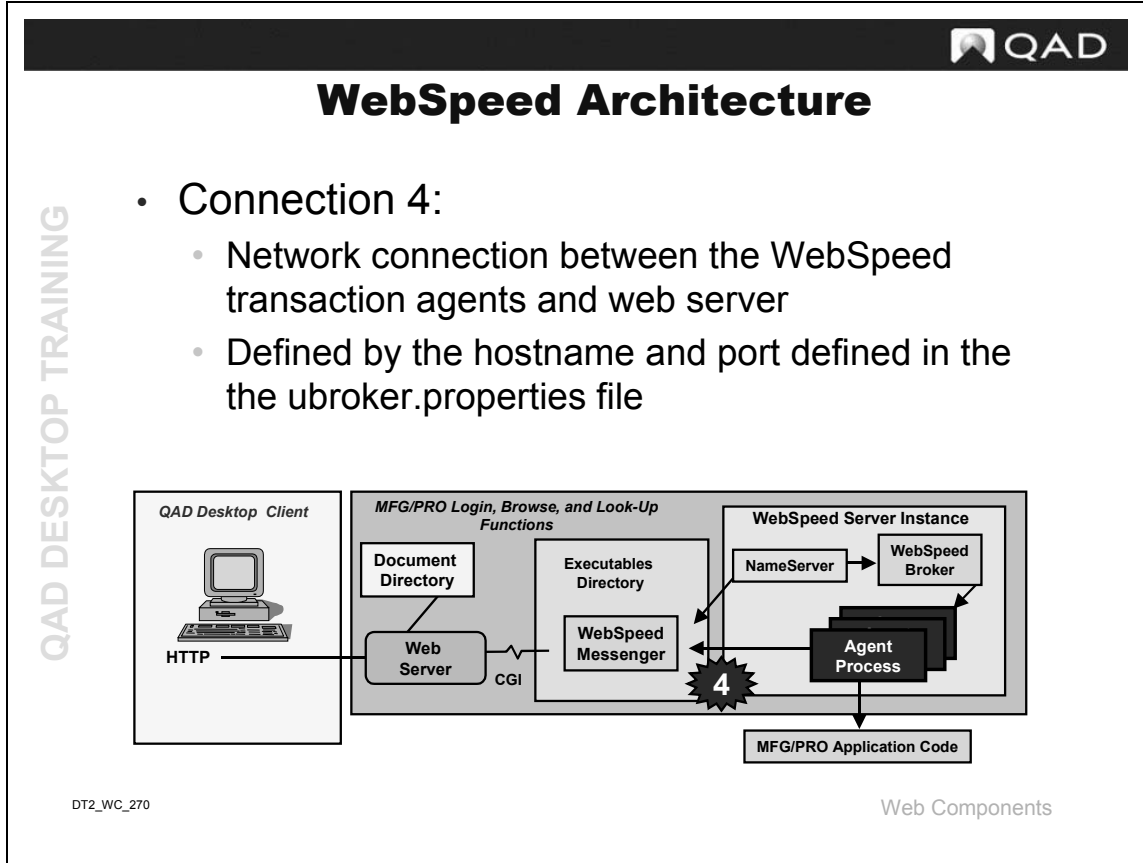 QAD
WebSpeed Architecture
QAD DESKTOP TRAINING
• Connection 4:
• Network connection between the WebSpeed
transaction agents and web server
• Defined by the hostname and port defined in the
the ubroker.properties file
QAD Desktop Client
HTTP
MFG/PRO Login, Browse, and Look-Up
Functions
Document
Directory
Web
Server
CGI
Executables
Directory
WebSpeed
Messenger
4
WebSpeed Server Instance
NameServer
WebSpeed
Broker
Agent
Process
MFG/PRO Application Code
DT2_WC_270
Web Components